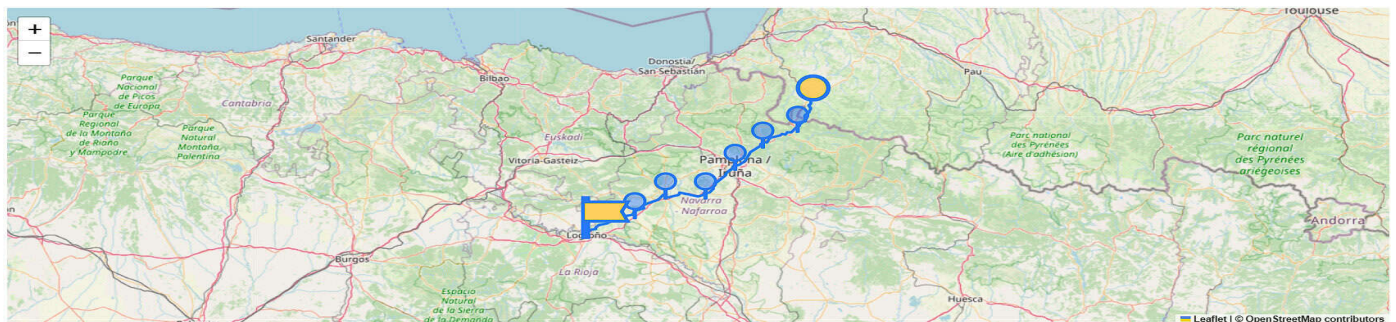 +
−
Toulouse
Santander
Donostia/
San Sebastián
Bilbao
Pau
Parque
Nacional
de Picos
de Europa
Cantabria
Parque
Regional
de la Montaña
de Riaño
y Mampodre
Parque
Natural
Montaña
Palentina
Euskadi
Vitoria-Gasteiz
Pamplona /
Iruña
Parc national
des Pyrénées
(Aire d'adhésion)
Parc naturel
régional
des Pyrénées
ariégeoises
Navarra
Nafarroa
Logroño
Andorra
Burgos
La Rioja
Espacio
Natural
de la Sierra
de la Demanda
Huesca
Leaflet | © OpenStreetMap contributors